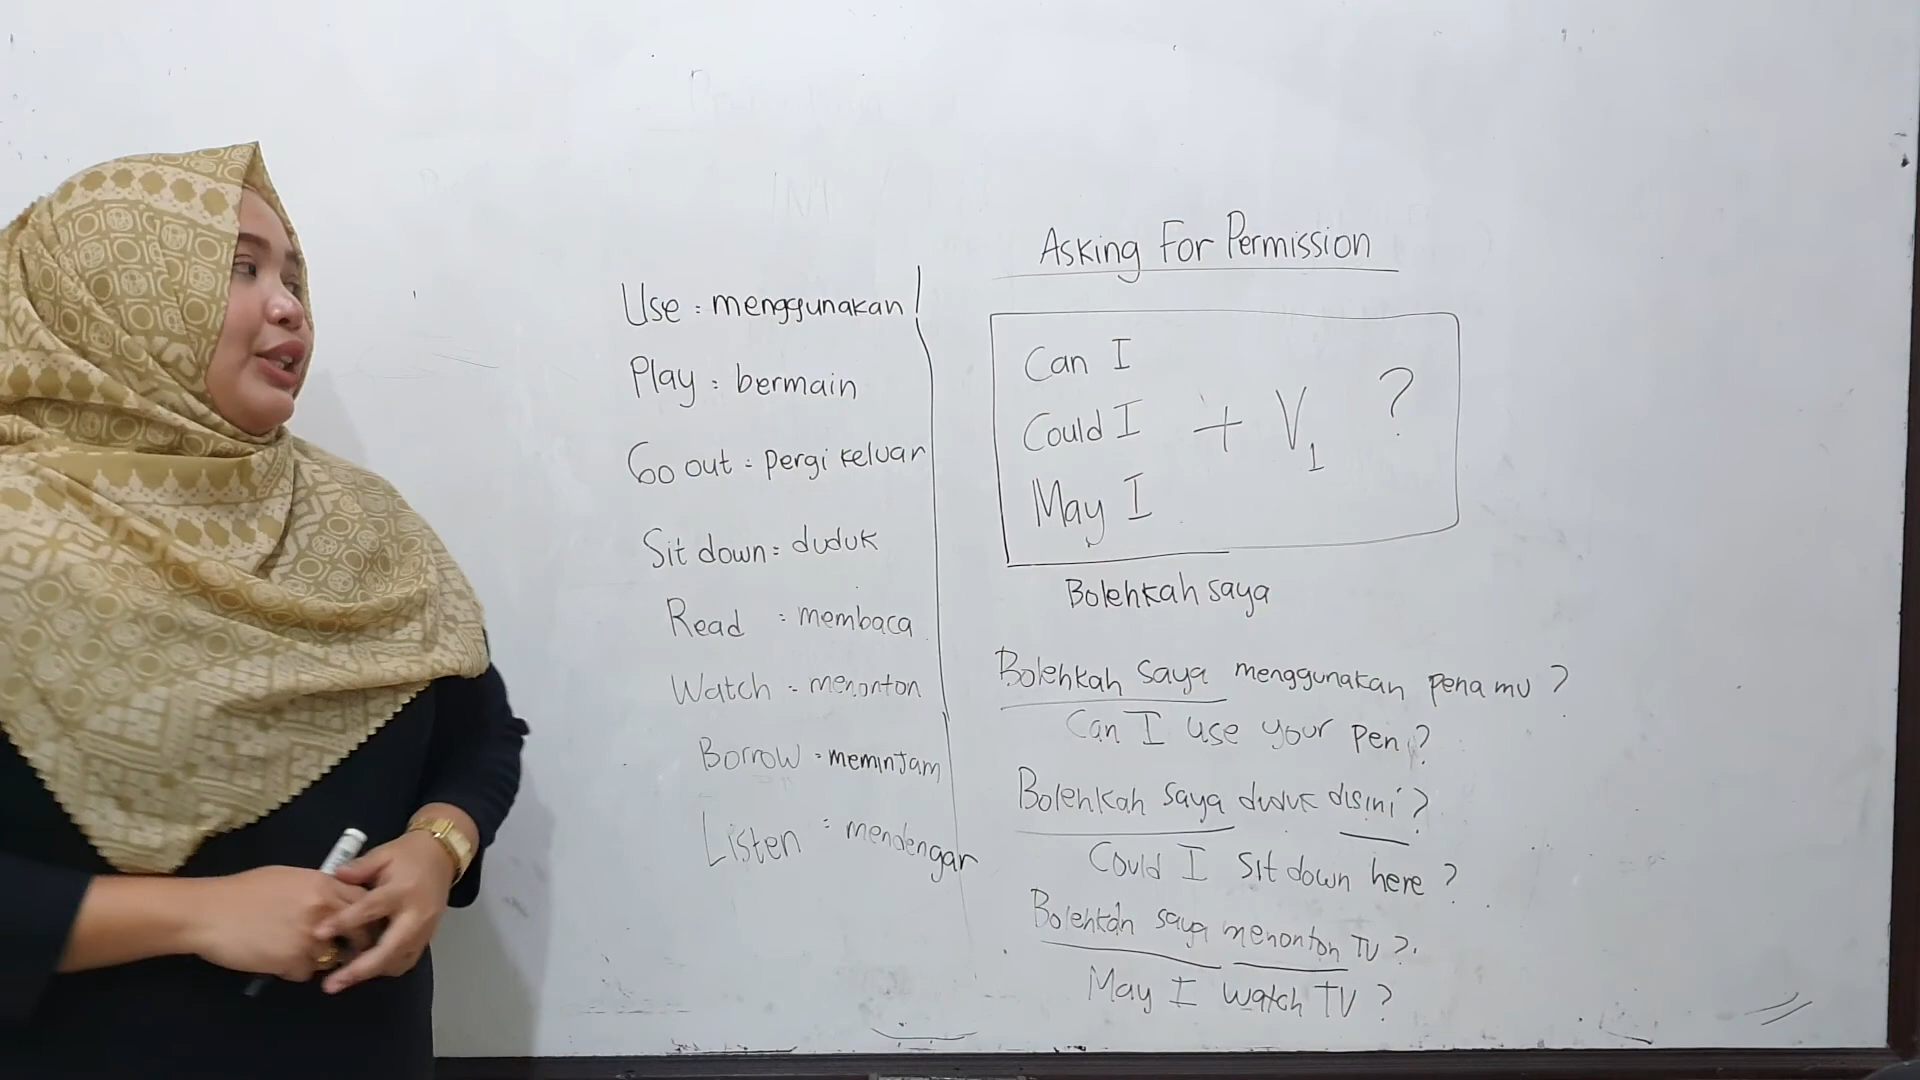 Use = menggunakan
Play = bermain
Go out = pergi keluar
Sit down = duduk
Read = membaca
Watch = menonton
Borrow = meminjam
Listen = mendengar
Asking For Permission
Can I
Could I + V1 ?
May I
Bolehkah saya
Bolehkah saya menggunakan pena mu ?
Can I use your pen ?
Bolehkah saya duduk disini ?
Could I sit down here ?
Bolehkah saya menonton TV ?
May I watch TV ?